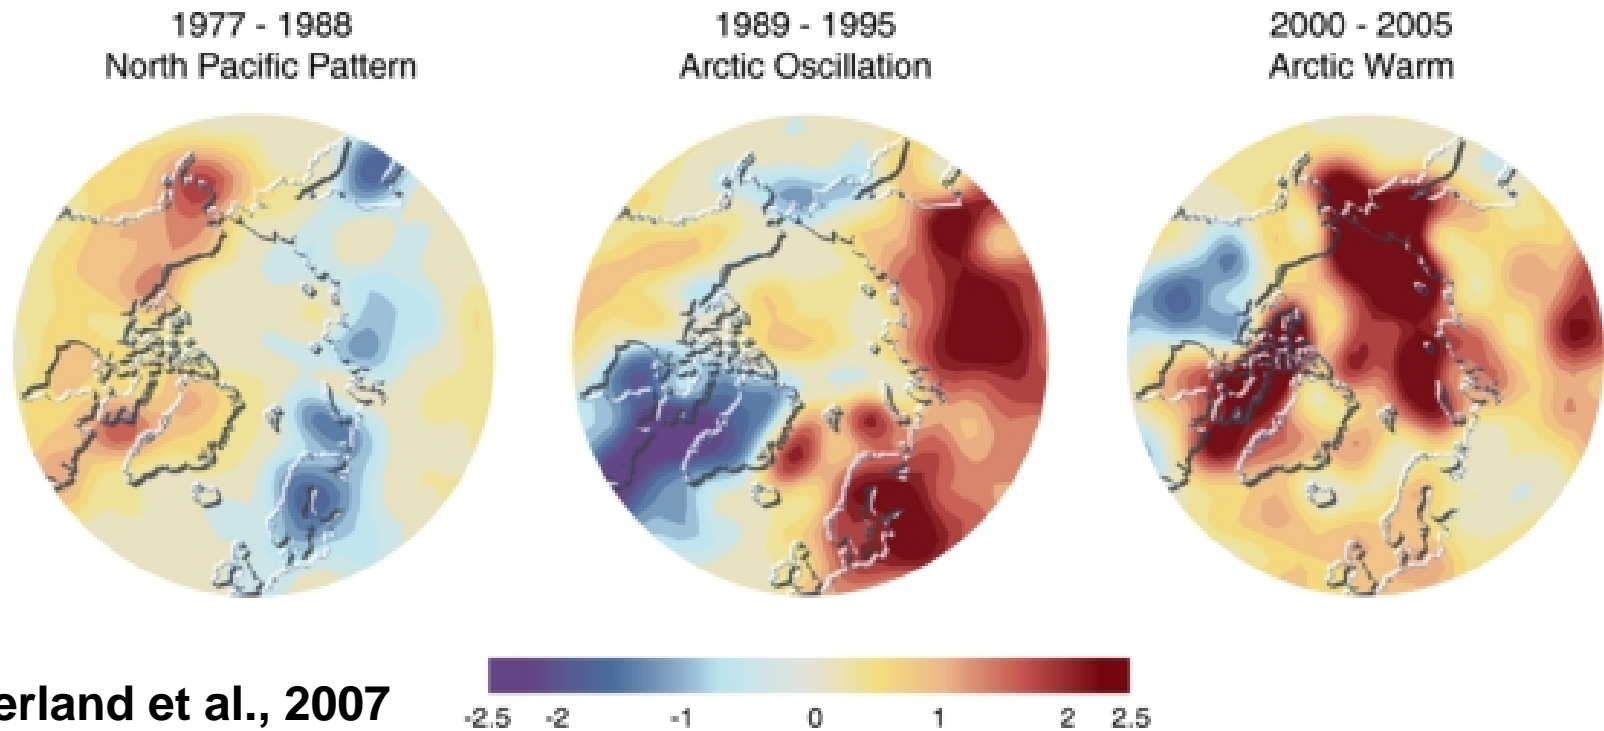 1977 - 1988
North Pacific Pattern
1989 - 1995
Arctic Oscillation
2000 - 2005
Arctic Warm
erland et al., 2007
-2.5 -2 -1 0 1 2 2.5